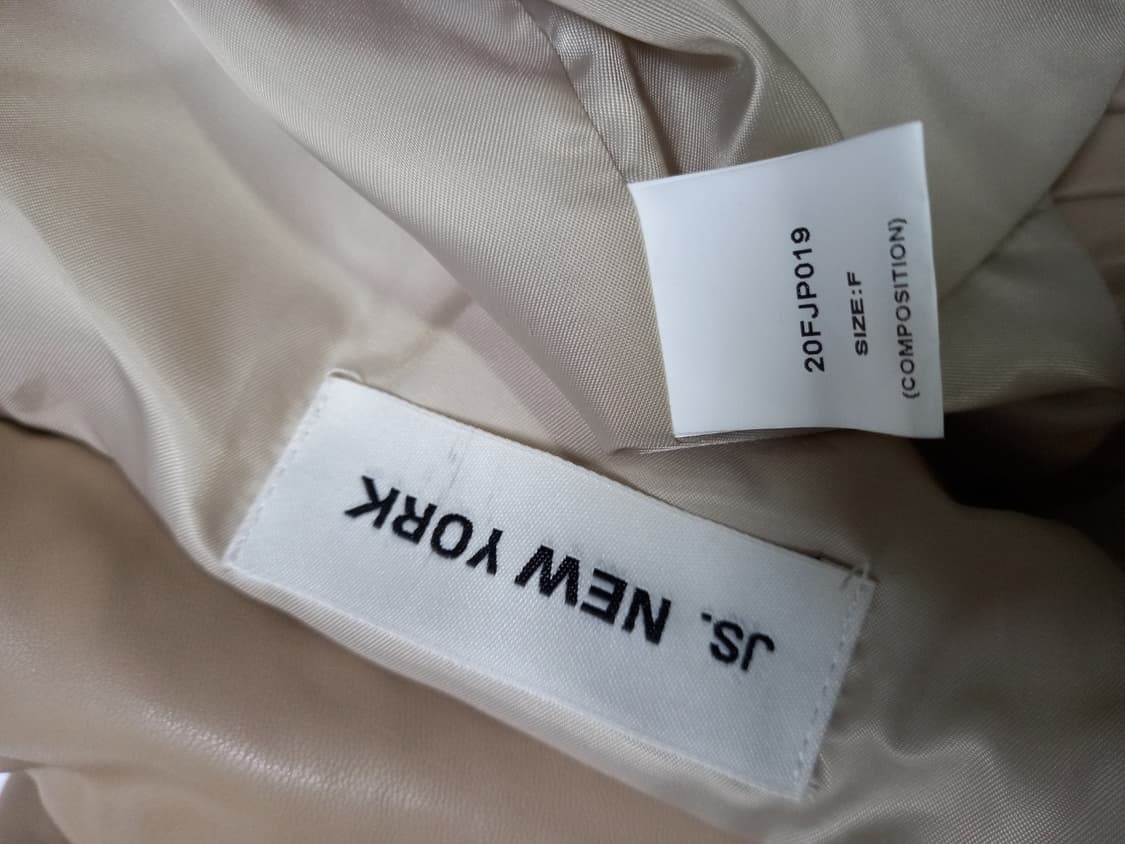 20FJP019
SIZE:F
(COMPOSITION)
JS. NEW YORK